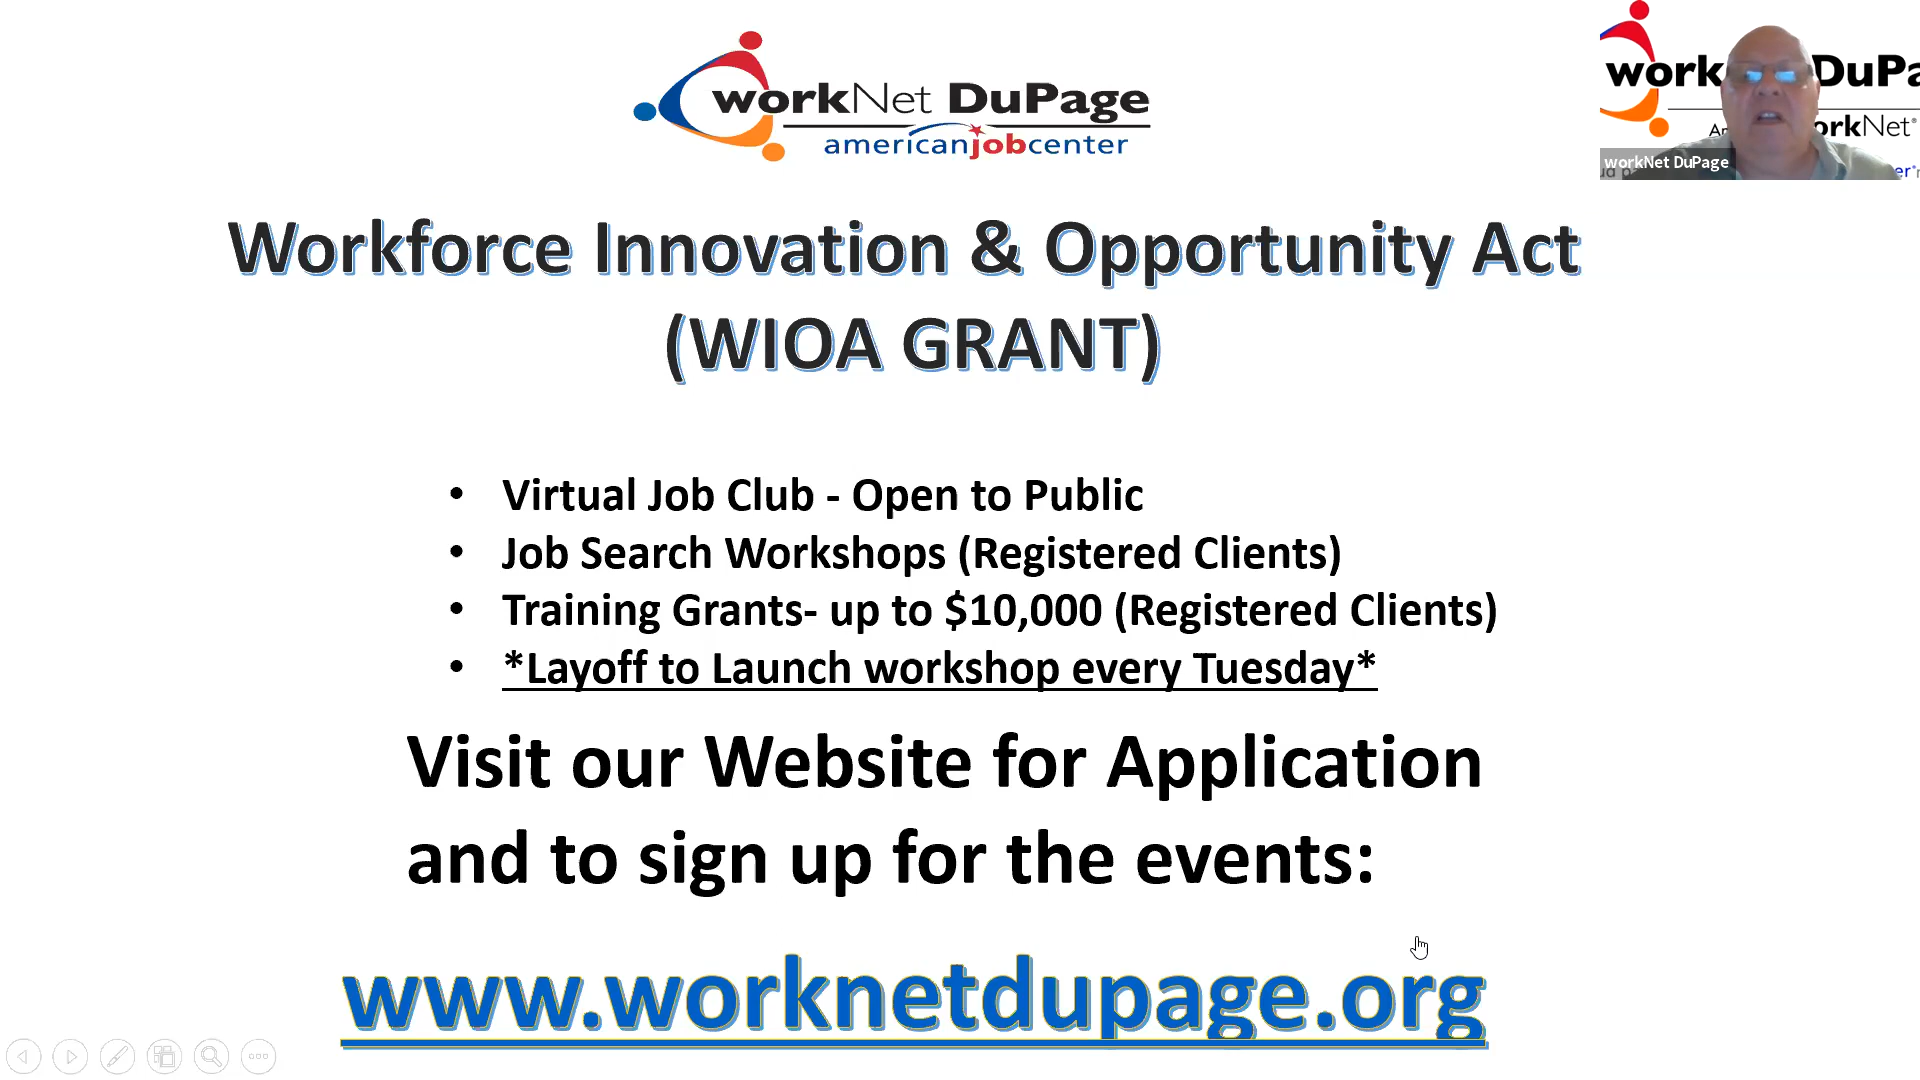 workNet DuPage
americanjobcenter
workNet DuPage
Workforce Innovation & Opportunity Act
(WIOA GRANT)
• Virtual Job Club - Open to Public
• Job Search Workshops (Registered Clients)
• Training Grants- up to $10,000 (Registered Clients)
• *Layoff to Launch workshop every Tuesday*
Visit our Website for Application
and to sign up for the events:
www.worknetdupage.org